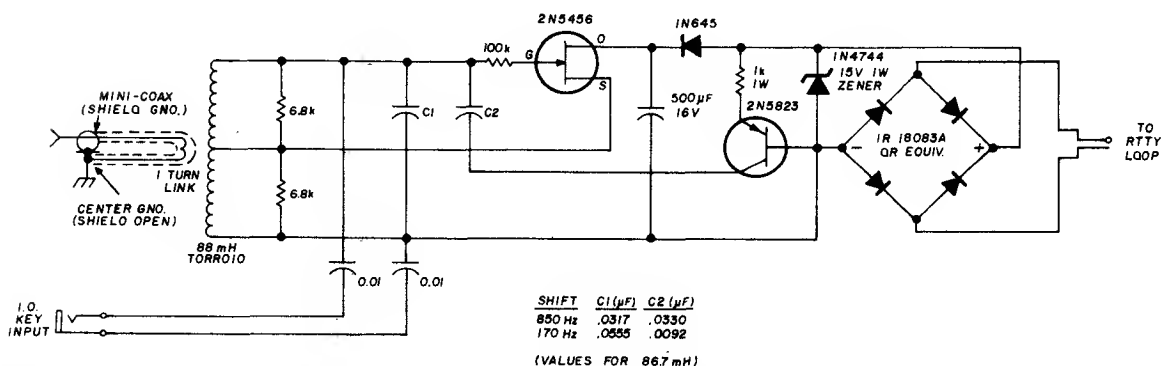 2N5456
1N645
100k
G
D
S
1k
1W
1N4744
15V 1W
ZENER
2N5823
MINI-COAX
(SHIELD GND.)
6.8k
C1
C2
500µF
16V
1R 18083A
OR EQUIV.
-
+
TO
RTTY
LOOP
1 TURN
LINK
CENTER GND.
(SHIELD OPEN)
6.8k
88 mH
TORROID
0.01
0.01
I.D.
KEY
INPUT
SHIFT C1 (µF) C2 (µF)
850 Hz .0317 .0330
170 Hz .0555 .0092
(VALUES FOR 86.7 mH)